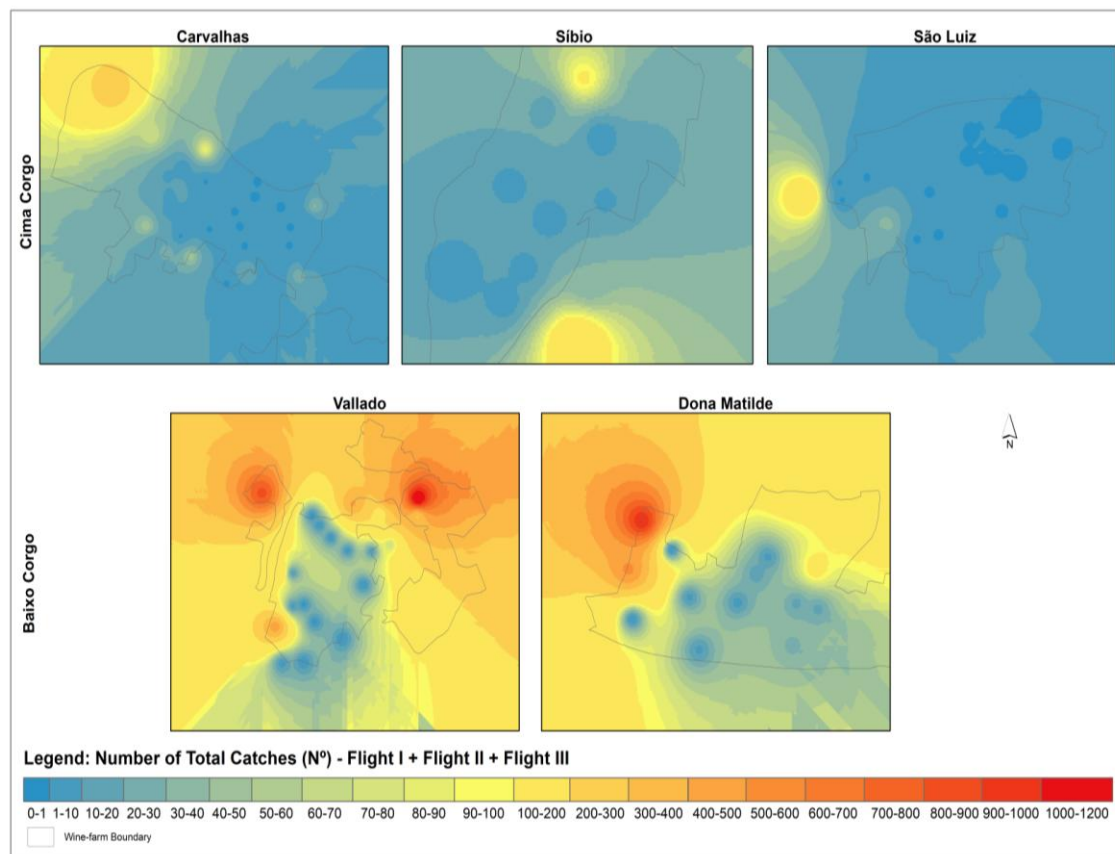 Carvalhas
Síbio
São Luiz
Cima Corgo
Vallado
Dona Matilde
Baixo Corgo
N
Legend: Number of Total Catches (Nº) - Flight I + Flight II + Flight III
0-1 1-10 10-20 20-30 30-40 40-50 50-60 60-70 70-80 80-90 90-100 100-200 200-300 300-400 400-500 500-600 600-700 700-800 800-900 900-1000 1000-1200
Wine-farm Boundary